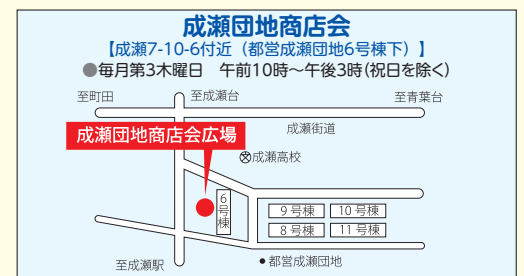 成瀬団地商店会
【成瀬7-10-6付近（都営成瀬団地6号棟下）】
●毎月第3木曜日　午前10時〜午後3時(祝日を除く)
至町田
至成瀬台
至青葉台
成瀬街道
成瀬団地商店会広場
成瀬高校
6号棟
9号棟
10号棟
8号棟
11号棟
都営成瀬団地
至成瀬駅